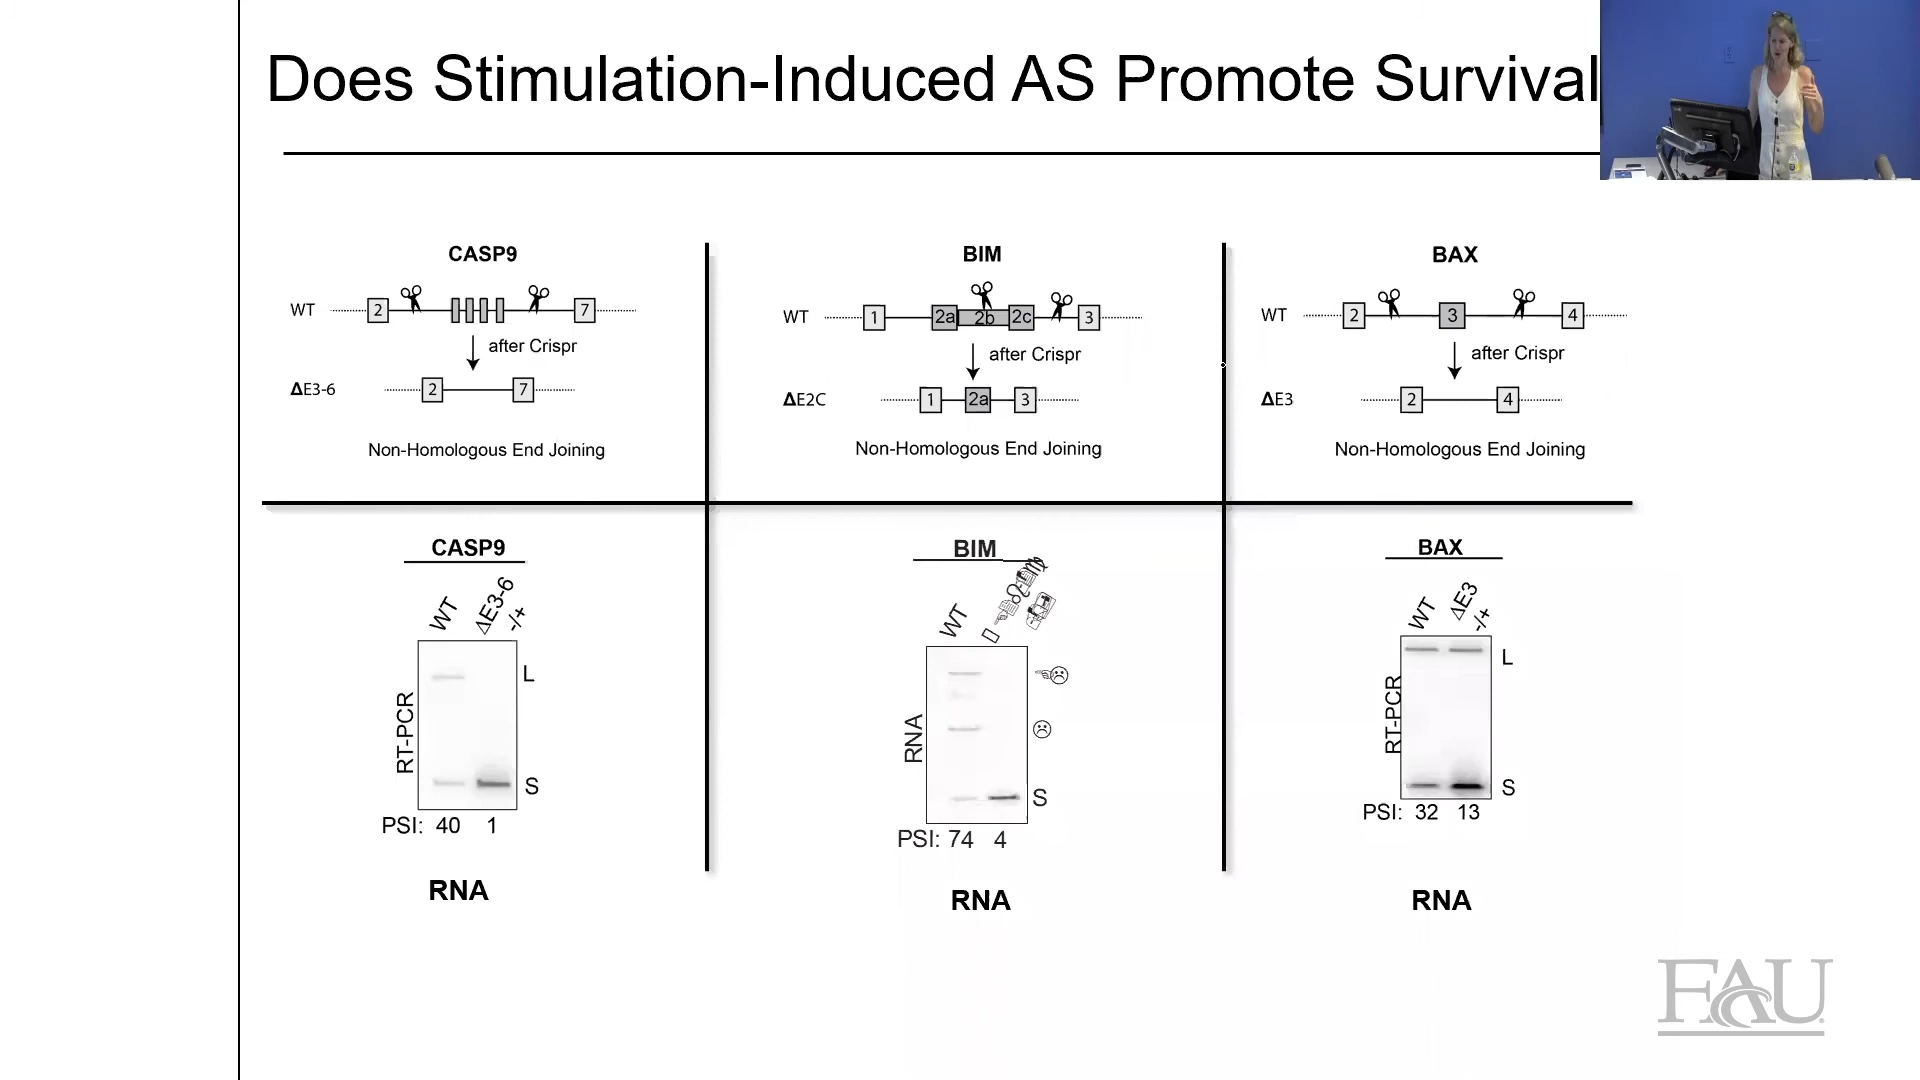 Does Stimulation-Induced AS Promote Survival
CASP9
WT
2
7
after Crispr
ΔE3-6
2
7
Non-Homologous End Joining
BIM
WT
1
2a
2b
2c
3
after Crispr
ΔE2C
1
2a
3
Non-Homologous End Joining
BAX
WT
2
3
4
after Crispr
ΔE3
2
4
Non-Homologous End Joining
CASP9
WT
ΔE3-6
-/+
RT-PCR
L
S
PSI: 40 1
RNA
BIM
WT
RNA
S
PSI: 74 4
RNA
BAX
WT
ΔE3
-/+
RT-PCR
L
S
PSI: 32 13
RNA
FAU